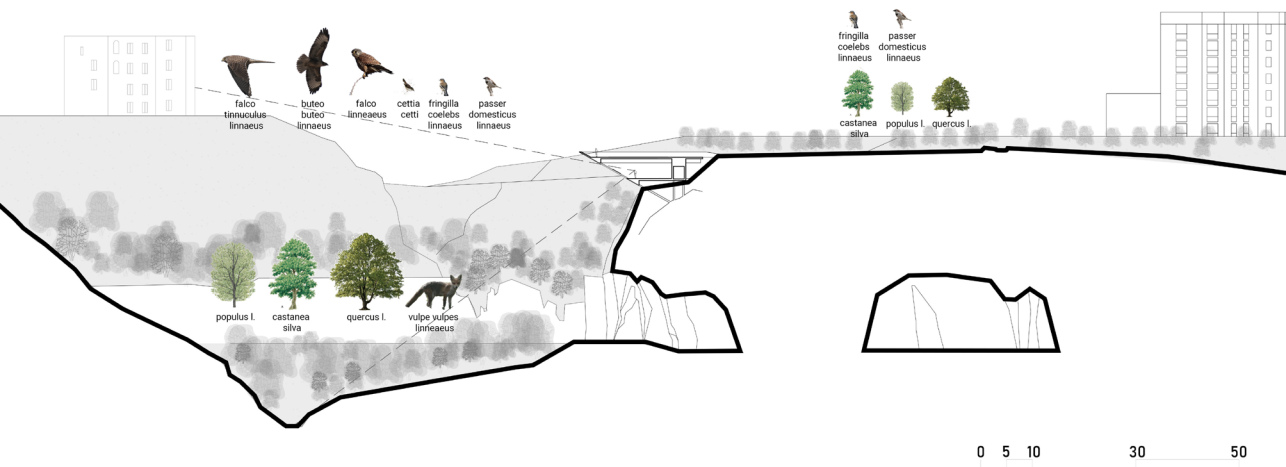 fringilla
coelebs
linnaeus
passer
domesticus
linnaeus
falco
tinnuculus
linnaeus
buteo
buteo
linnaeus
falco
linnaeus
cettia
cetti
fringilla
coelebs
linnaeus
passer
domesticus
linnaeus
castanea
silva
populus l.
quercus l.
populus l.
castanea
silva
quercus l.
vulpe vulpes
linneaeus
0 5 10 30 50